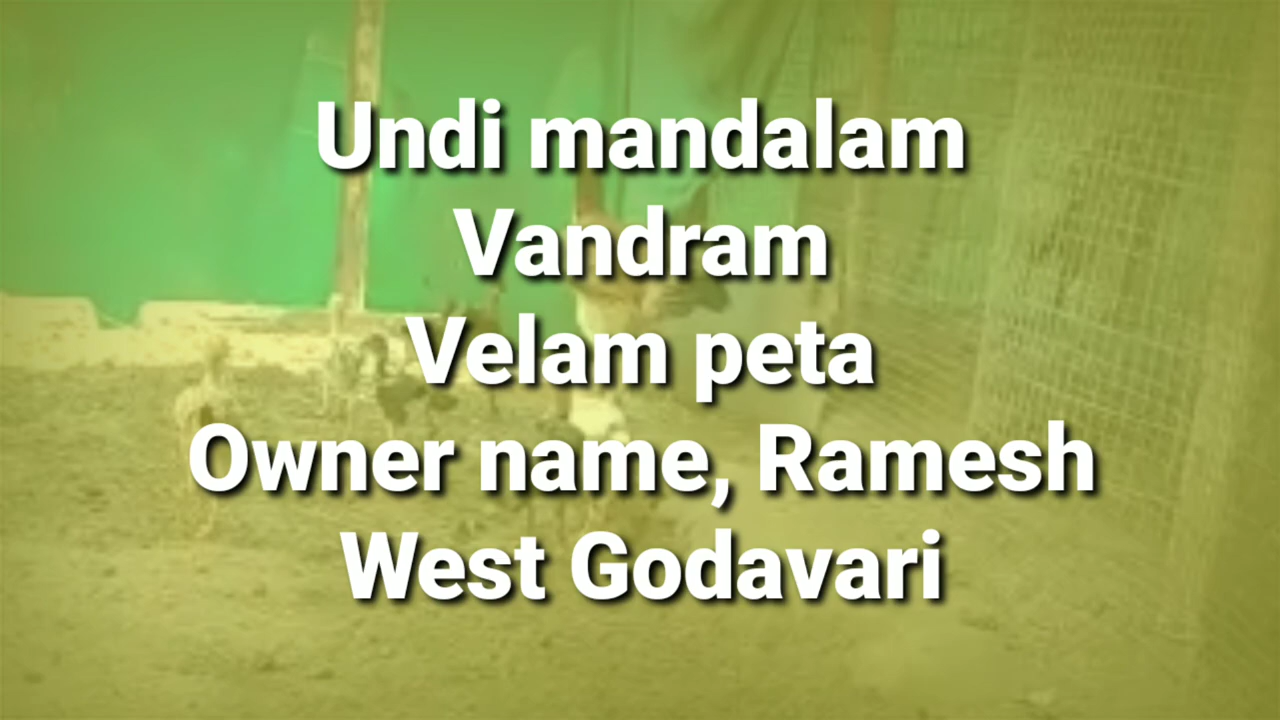 Undi mandalam
Vandram
Velam peta
Owner name, Ramesh
West Godavari